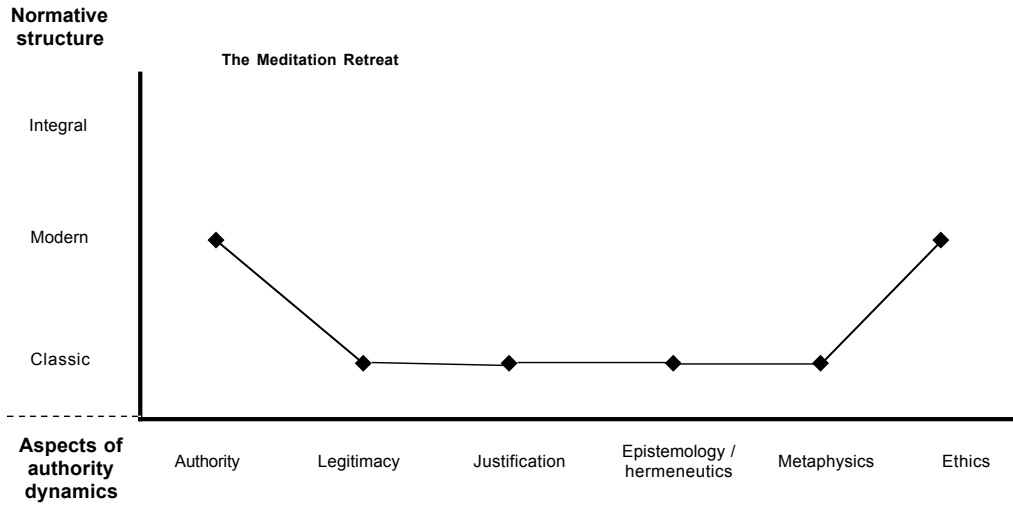 Normative
structure
The Meditation Retreat
Integral
Modern
Classic
Aspects of
authority
dynamics
Authority
Legitimacy
Justification
Epistemology /
hermeneutics
Metaphysics
Ethics